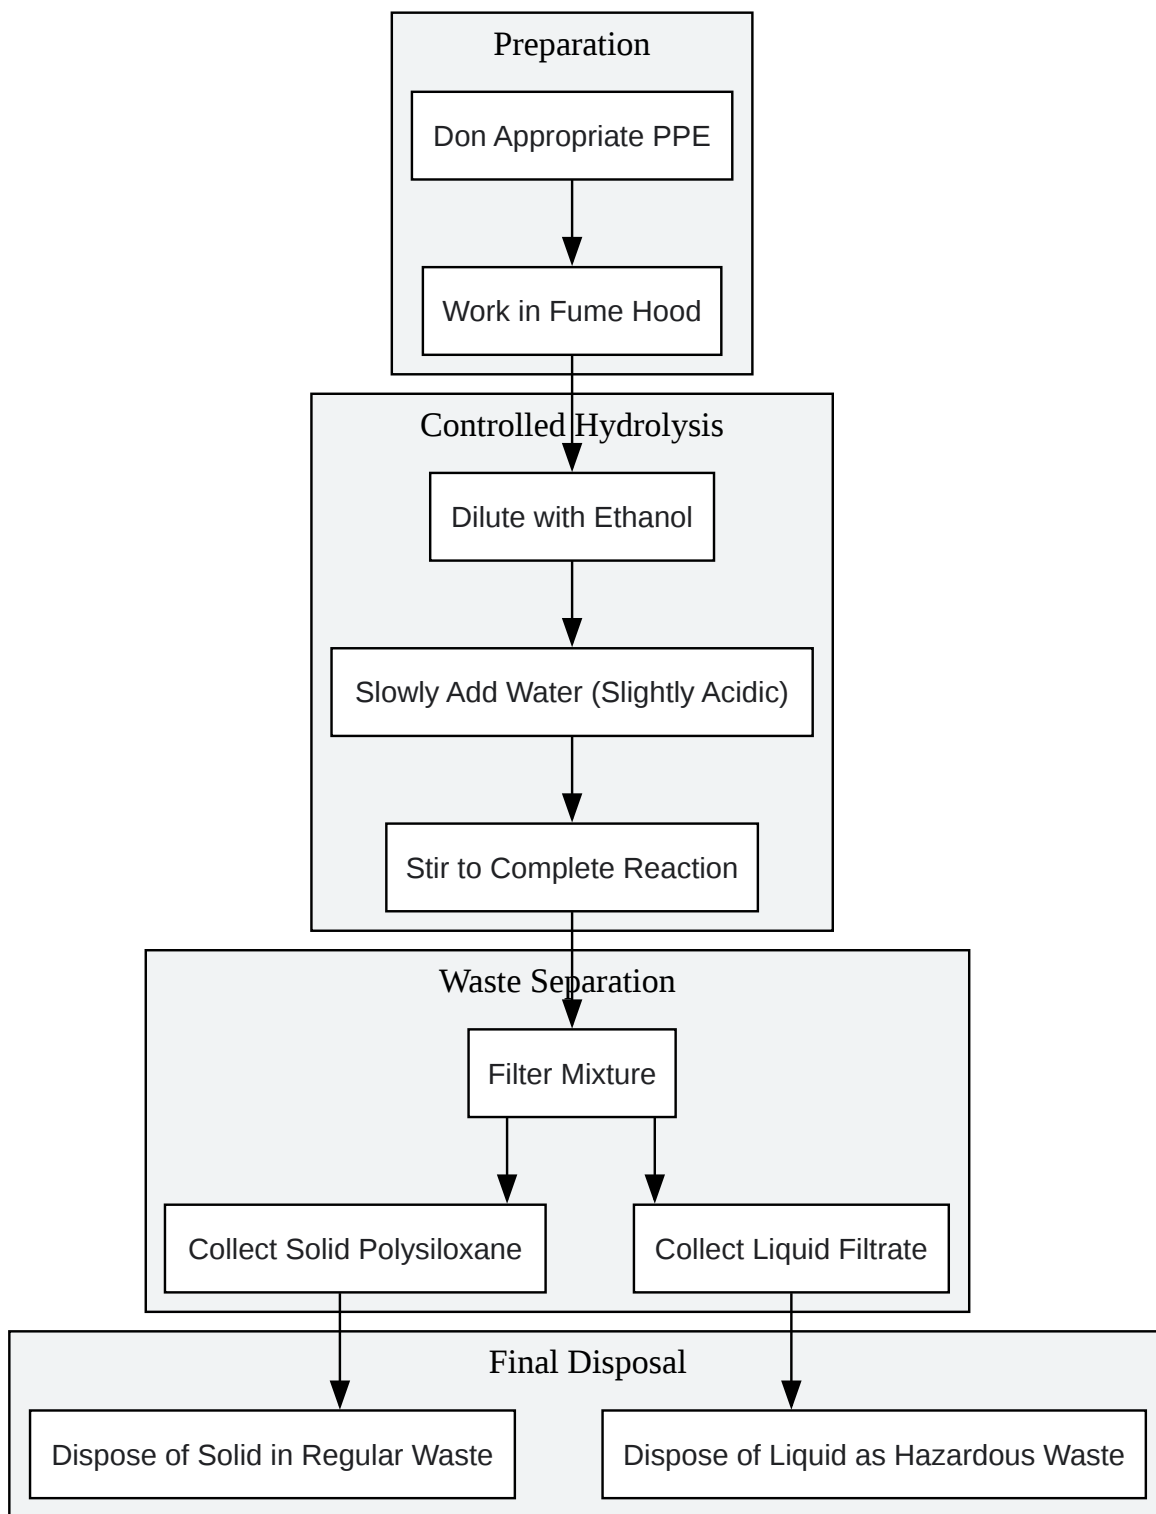 Preparation
Don Appropriate PPE
Work in Fume Hood
Controlled Hydrolysis
Dilute with Ethanol
Slowly Add Water (Slightly Acidic)
Stir to Complete Reaction
Waste Separation
Filter Mixture
Collect Solid Polysiloxane
Collect Liquid Filtrate
Final Disposal
Dispose of Solid in Regular Waste
Dispose of Liquid as Hazardous Waste